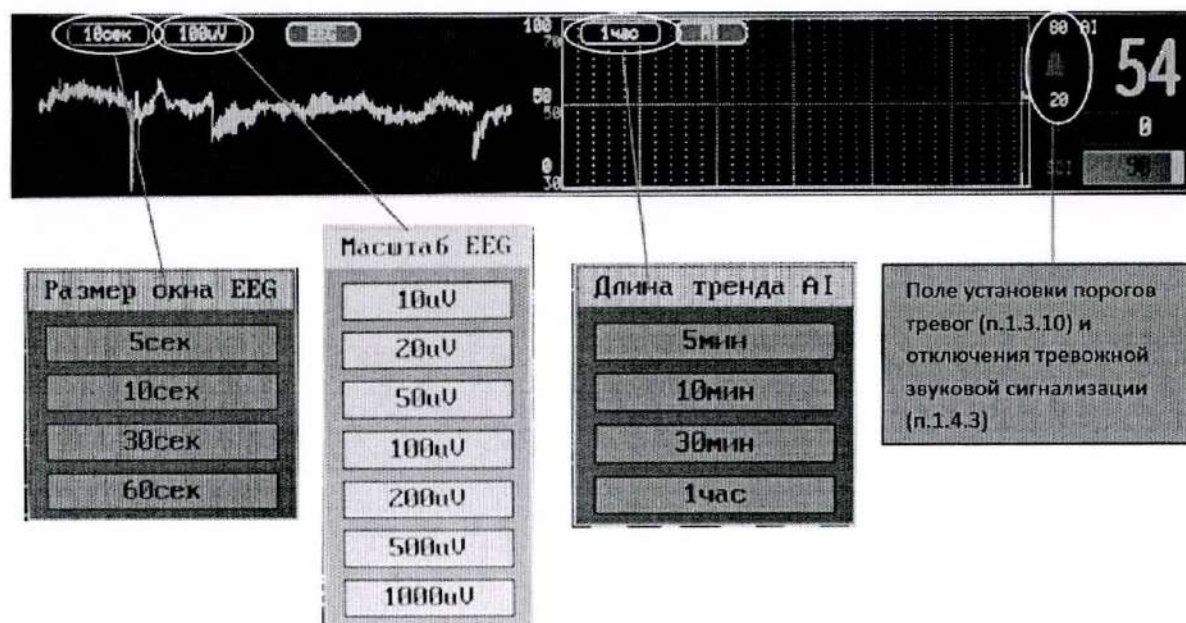 10сек 100uV EEG 100 1час AI 80 AI
70
54
50
50
20
0
0
30
90
Размер окна EEG
5сек
10сек
30сек
60сек
Масштаб EEG
10uV
20uV
50uV
100uV
200uV
500uV
1000uV
Длина тренда AI
5мин
10мин
30мин
1час
Поле установки порогов
тревог (п.1.3.10) и
отключения тревожной
звуковой сигнализации
(п.1.4.3)